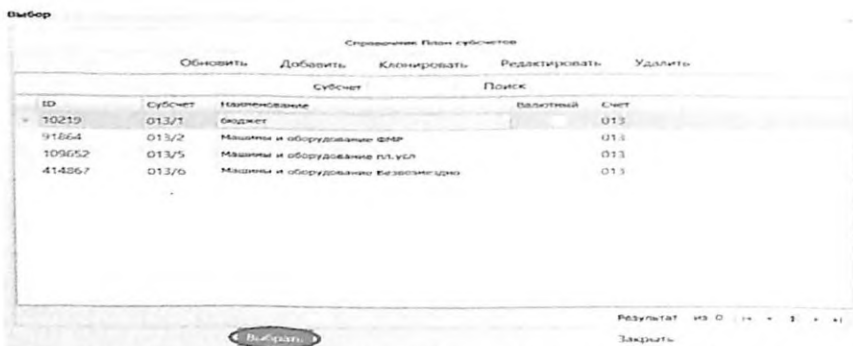 Выбор
Справочник План субсчетов
Обновить Добавить Клонировать Редактировать Удалить
Субсчет Поиск
ID Субсчет Наименование Валютный Счет
10219 013/1 бюджет 013
91864 013/2 Машины и оборудование ФМР 013
109652 013/5 Машины и оборудование пл.усл 013
414867 013/6 Машины и оборудование Безвозмездно 013
Результат из 0 1
Выбрать Закрыть